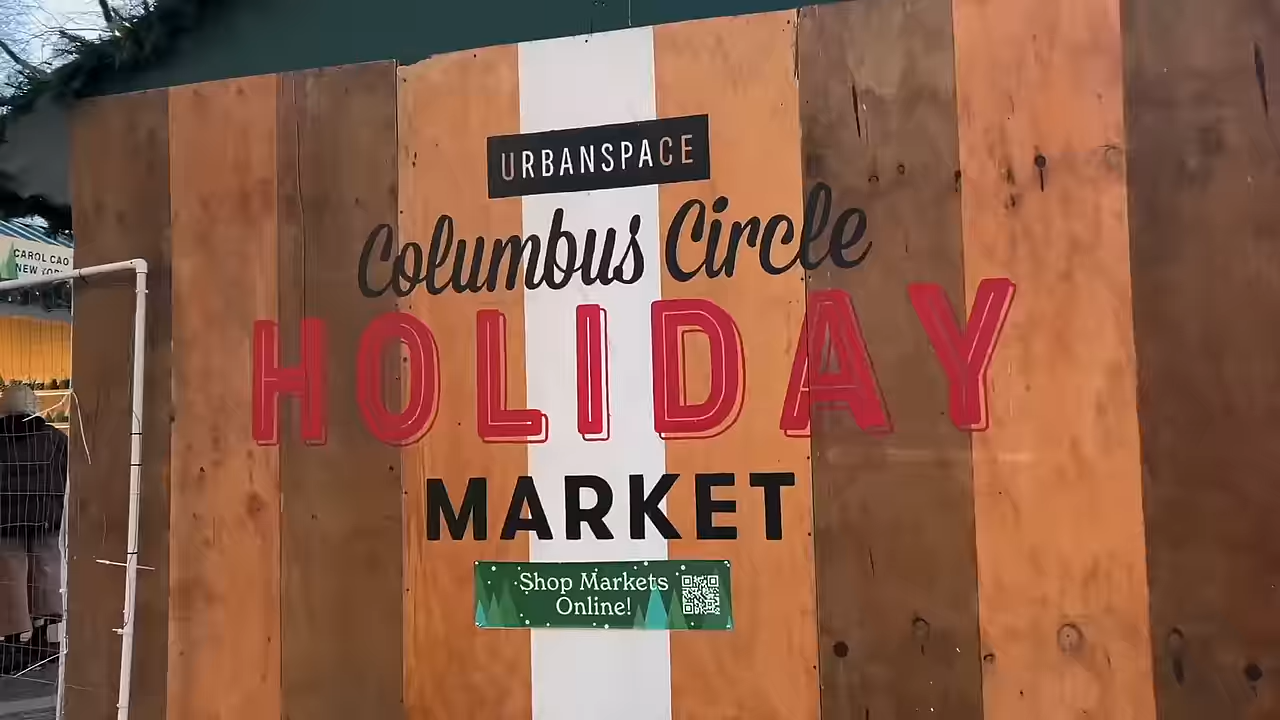 URBANSPACE
Columbus Circle
HOLIDAY
MARKET
Shop Markets
Online!
CAROL CAO
NEW YORK